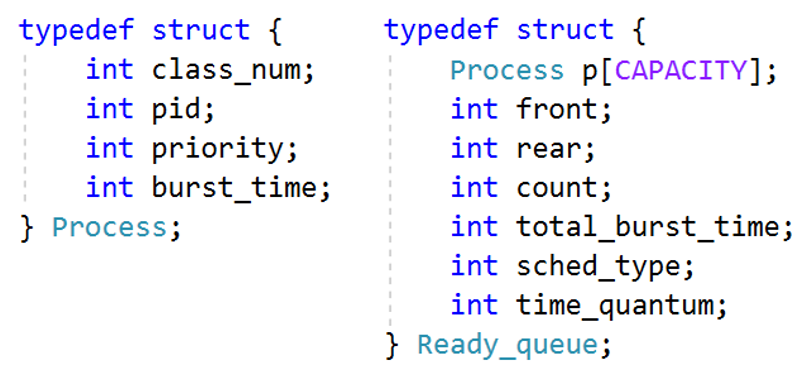 typedef struct {
    int class_num;
    int pid;
    int priority;
    int burst_time;
} Process;
typedef struct {
    Process p[CAPACITY];
    int front;
    int rear;
    int count;
    int total_burst_time;
    int sched_type;
    int time_quantum;
} Ready_queue;